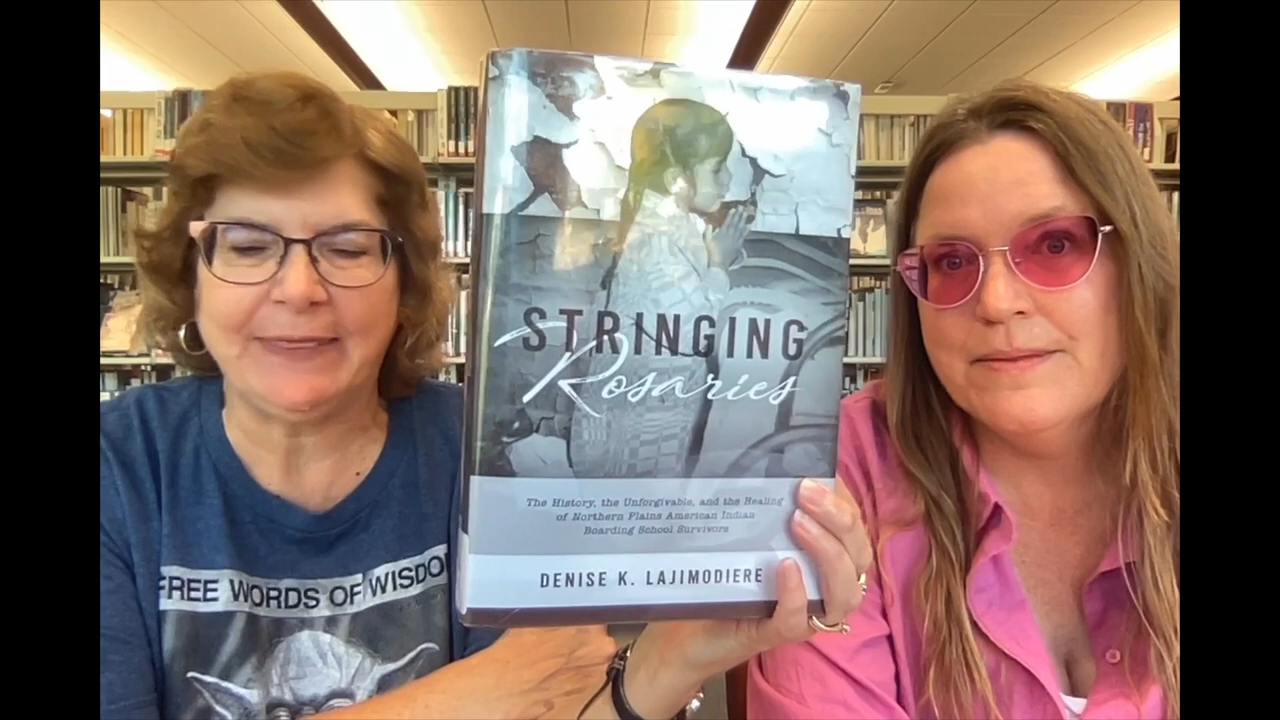 STRINGING
Rosaries
The History, the Unforgivable, and the Healing
of Northern Plains American Indian
Boarding School Survivors
DENISE K. LAJIMODIERE
FREE WORDS OF WISDOM